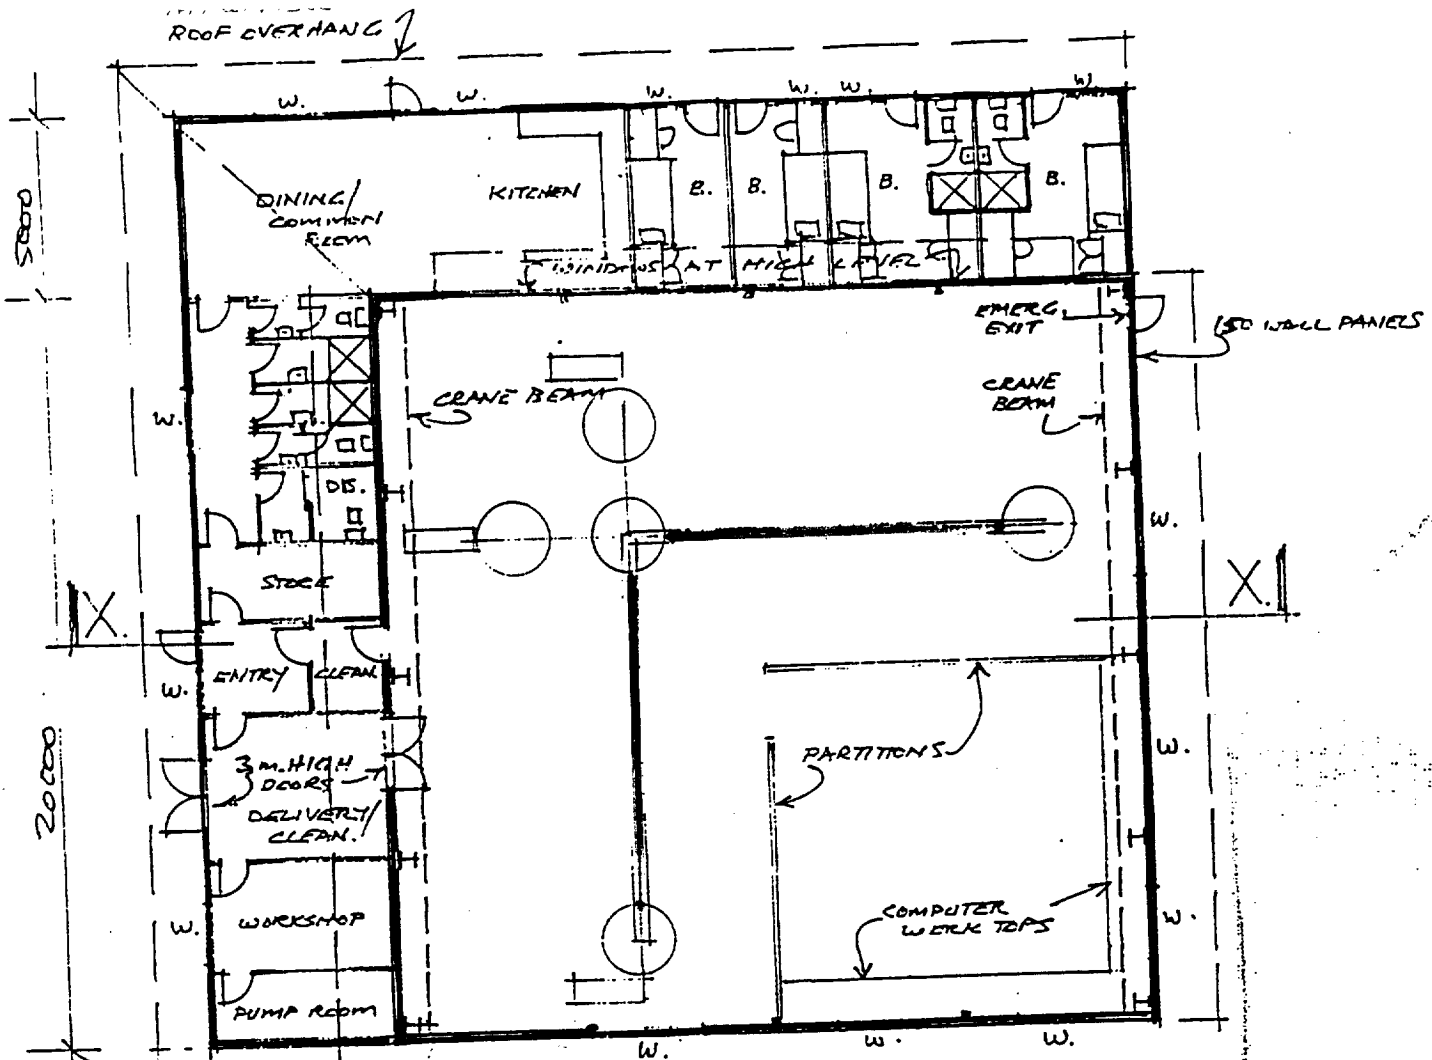 ROOF OVERHANG
W.
W.
W.
W.
W.
W.
5000
DINING/
COMMON
ROOM
KITCHEN
B.
B.
B.
B.
WINDOWS AT HIGH LEVEL
EMERG
EXIT
150 WALL PANELS
CRANE BEAM
CRANE
BEAM
W.
DIS.
W.
STORE
X.
X.
ENTRY
CLEAN
W.
3 M. HIGH
DOORS
PARTITIONS
W.
20000
DELIVERY/
CLEAN.
WORKSHOP
COMPUTER
WORK TOPS
W.
W.
PUMP ROOM
W.
W.
W.